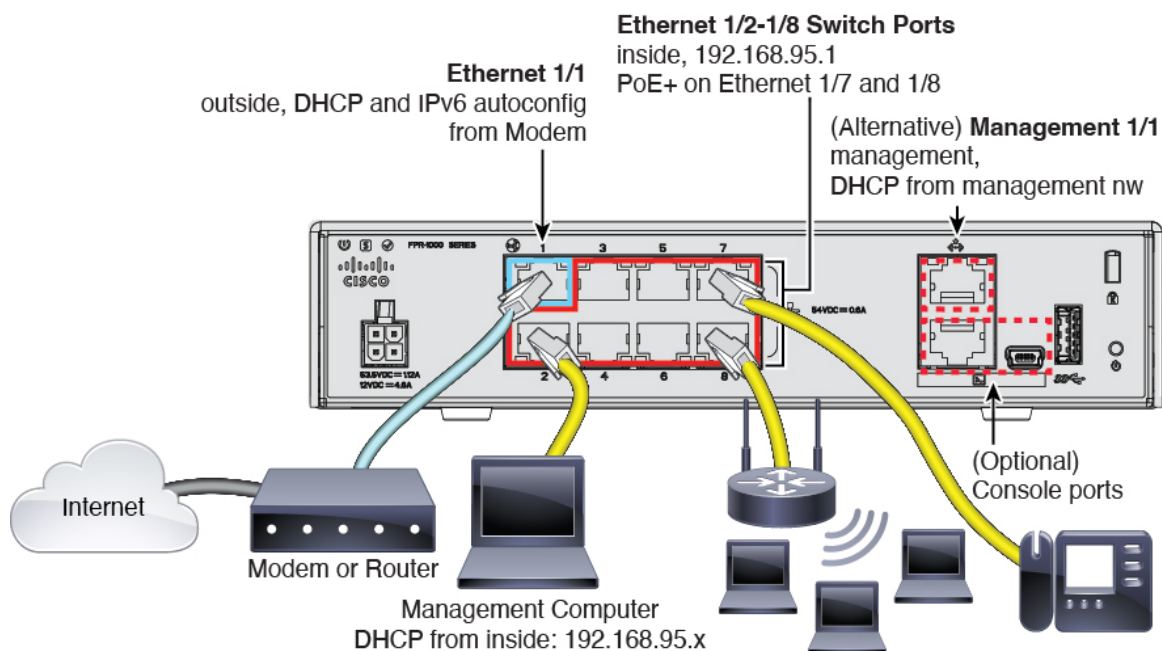 Ethernet 1/2-1/8 Switch Ports
inside, 192.168.95.1
PoE+ on Ethernet 1/7 and 1/8
Ethernet 1/1
outside, DHCP and IPv6 autoconfig
from Modem
(Alternative) Management 1/1
management,
DHCP from management nw
FPR-1000 SERIES
1 3 5 7
CISCO
54VDC⎓0.6A
53.5VDC⎓1.12A
12VDC⎓4.6A
2 4 6 8
(Optional)
Console ports
Internet
Modem or Router
Management Computer
DHCP from inside: 192.168.95.x